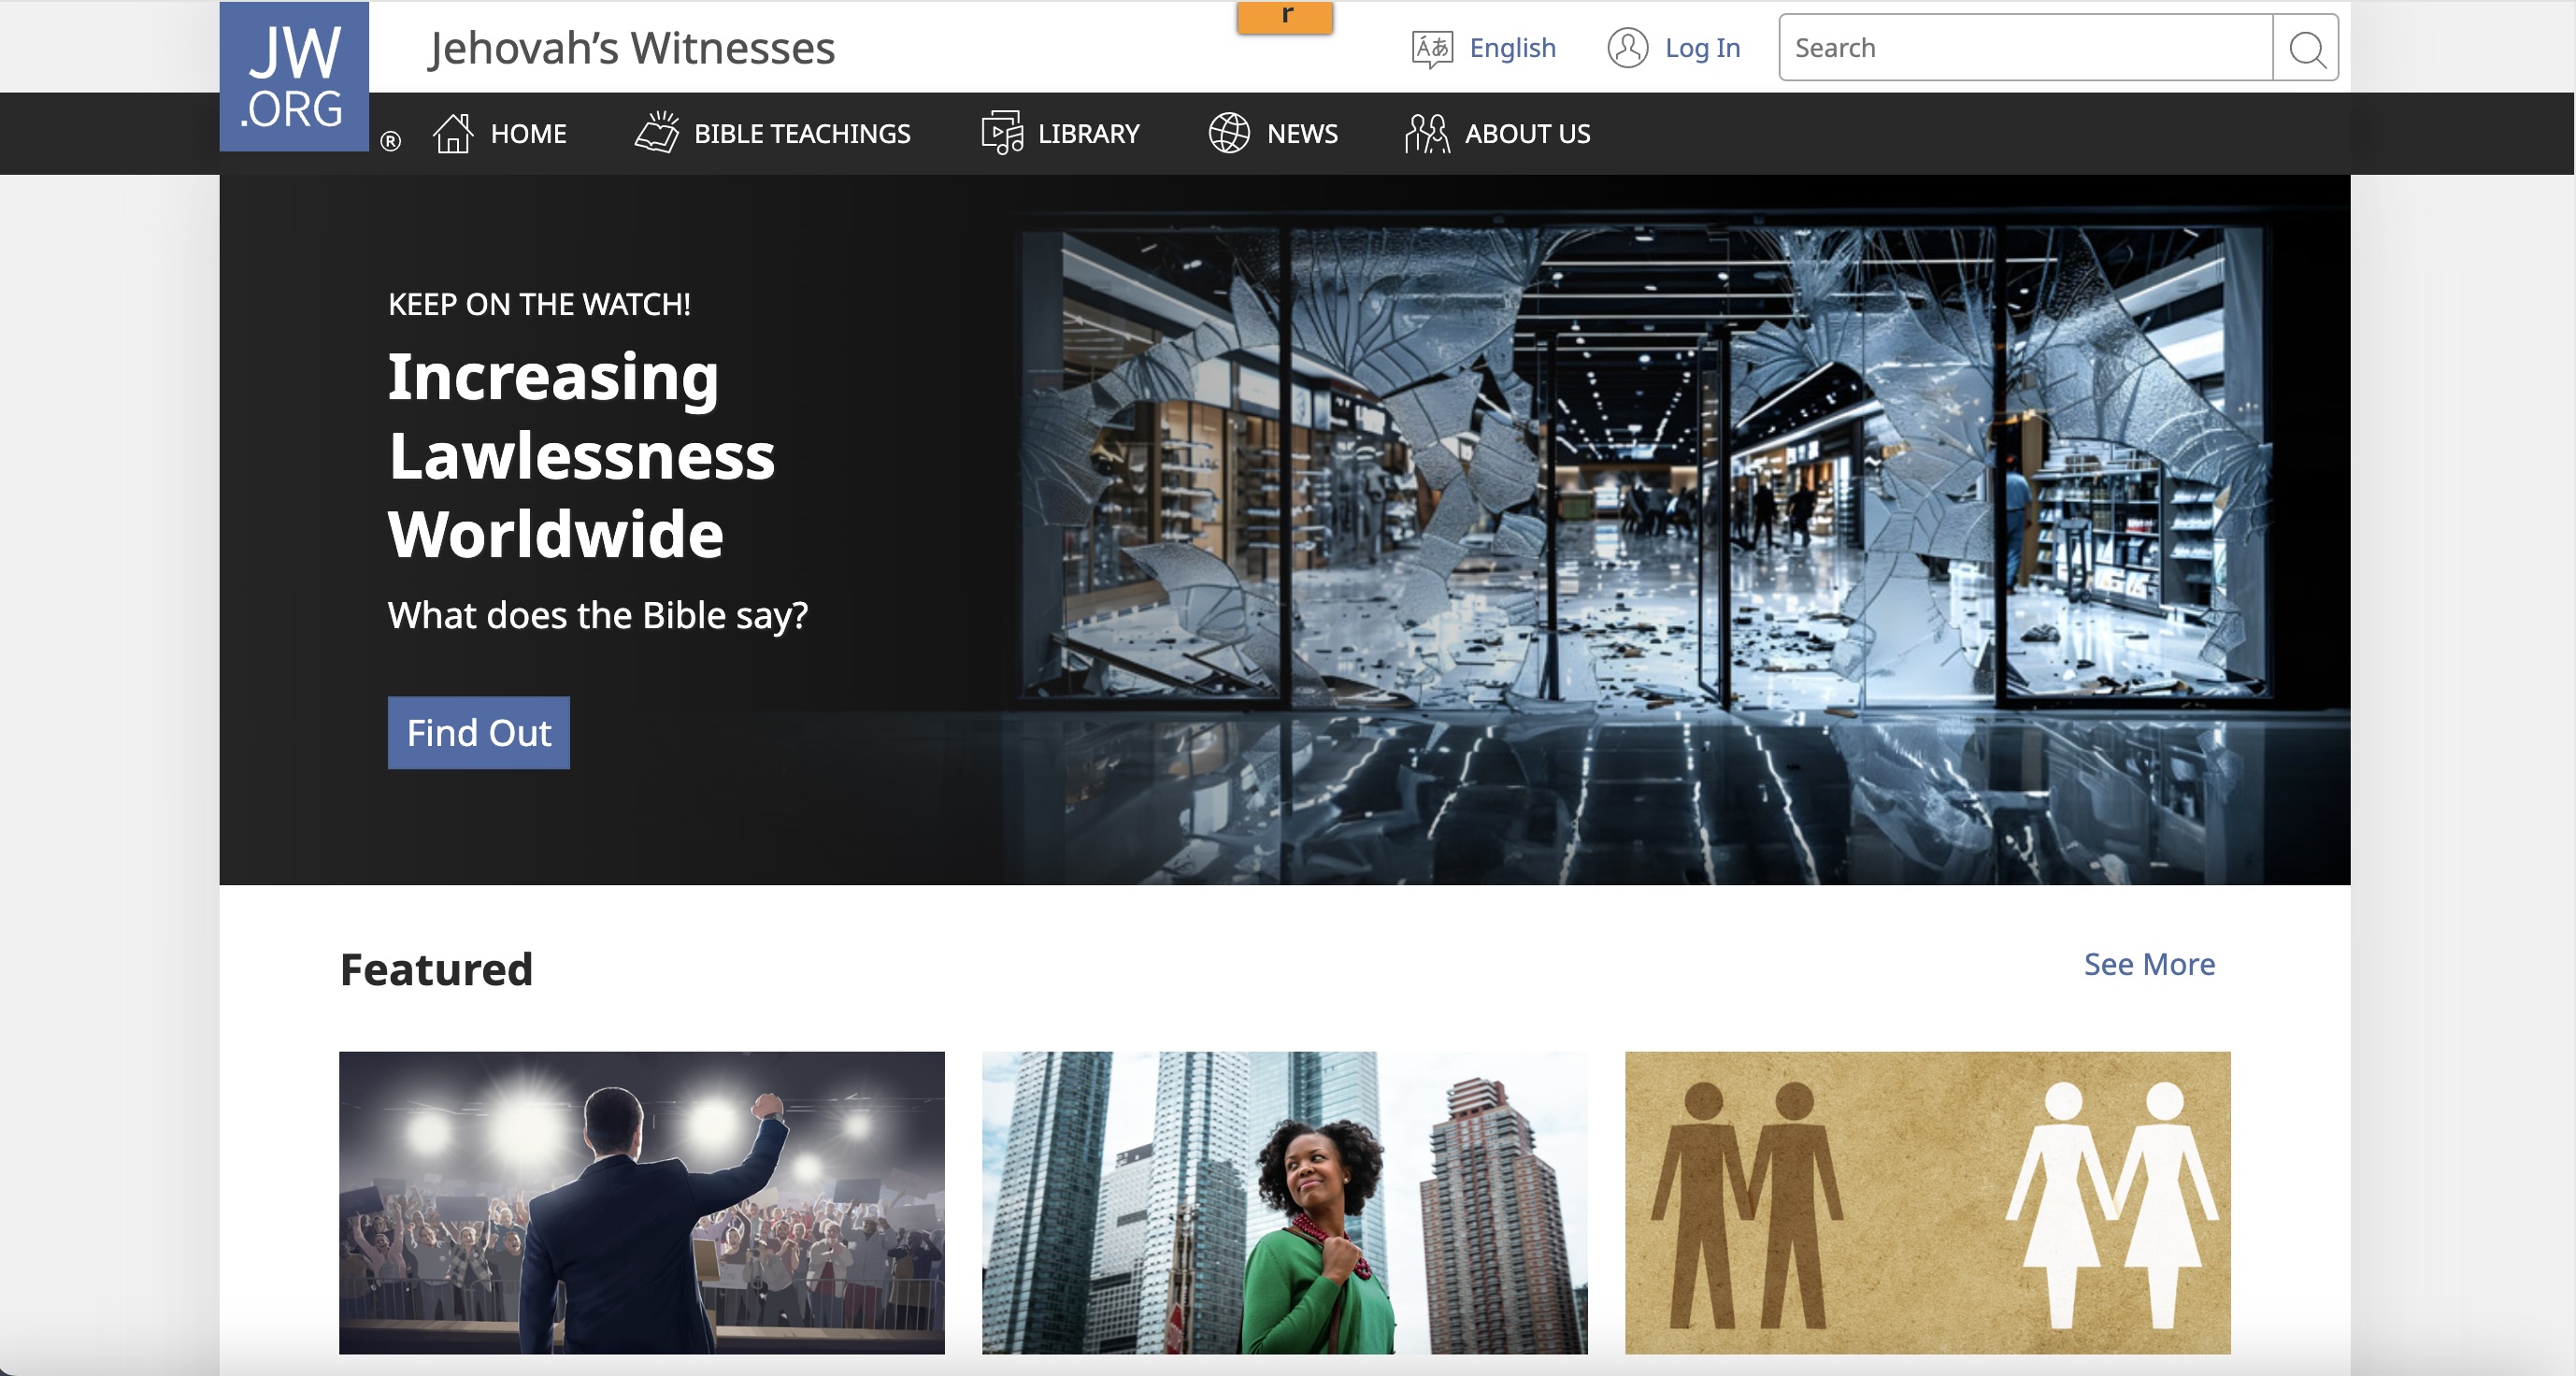 r
JW
.ORG
®
Jehovah’s Witnesses
English
Log In
Search
HOME
BIBLE TEACHINGS
LIBRARY
NEWS
ABOUT US
KEEP ON THE WATCH!
Increasing
Lawlessness
Worldwide
What does the Bible say?
Find Out
Featured
See More